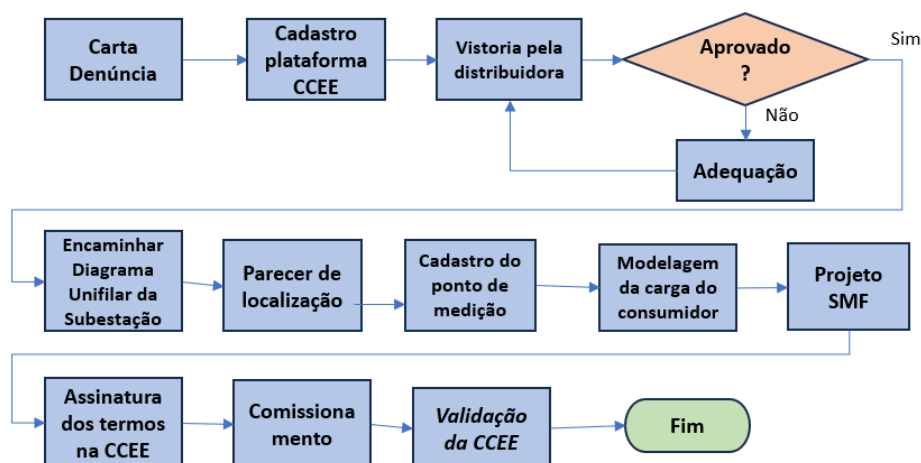 Carta
Denúncia
Cadastro
plataforma
CCEE
Vistoria pela
distribuidora
Aprovado
?
Sim
Não
Adequação
Encaminhar
Diagrama
Unifilar da
Subestação
Parecer de
localização
Cadastro do
ponto de
medição
Modelagem
da carga do
consumidor
Projeto
SMF
Assinatura
dos termos
na CCEE
Comissiona
mento
Validação
da CCEE
Fim